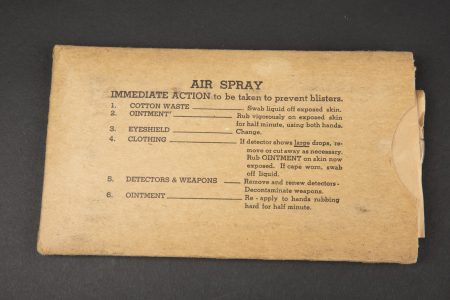 AIR SPRAY
IMMEDIATE ACTION to be taken to prevent blisters.
1. COTTON WASTE Swab liquid off exposed skin.
2. OINTMENT Rub vigorously on exposed skin
for half minute, using both hands.
3. EYESHIELD Change.
4. CLOTHING If detector shows large drops, re-
move or cut away as necessary.
Rub OINTMENT on skin now
exposed. If cape worn, swab
off liquid.
5. DETECTORS & WEAPONS Remove and renew detectors -
Decontaminate weapons.
6. OINTMENT Re-apply to hands rubbing
hard for half minute.